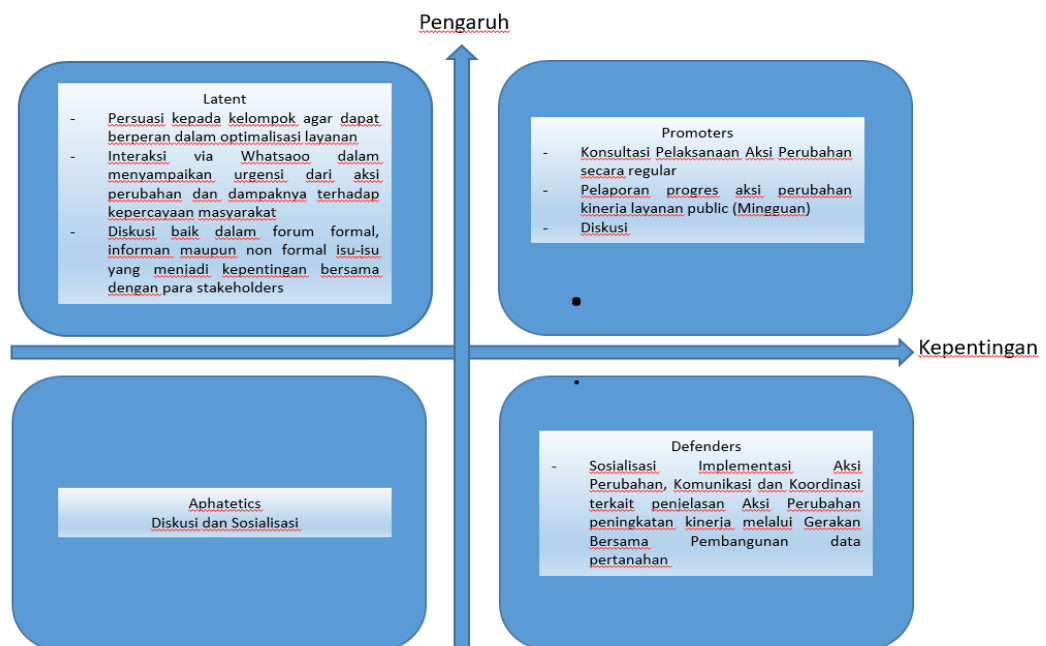 Pengaruh
Latent
- Persuasi kepada kelompok agar dapat
berperan dalam optimalisasi layanan
- Interaksi via Whatsaoo dalam
menyampaikan urgensi dari aksi
perubahan dan dampaknya terhadap
kepercayaan masyarakat
- Diskusi baik dalam forum formal,
informan maupun non formal isu-isu
yang menjadi kepentingan bersama
dengan para stakeholders
Promoters
- Konsultasi Pelaksanaan Aksi Perubahan
secara regular
- Pelaporan progres aksi perubahan
kinerja layanan public (Mingguan)
- Diskusi
Kepentingan
Aphatetics
Diskusi dan Sosialisasi
Defenders
- Sosialisasi Implementasi Aksi
Perubahan, Komunikasi dan Koordinasi
terkait penjelasan Aksi Perubahan
peningkatan kinerja melalui Gerakan
Bersama Pembangunan data
pertanahan